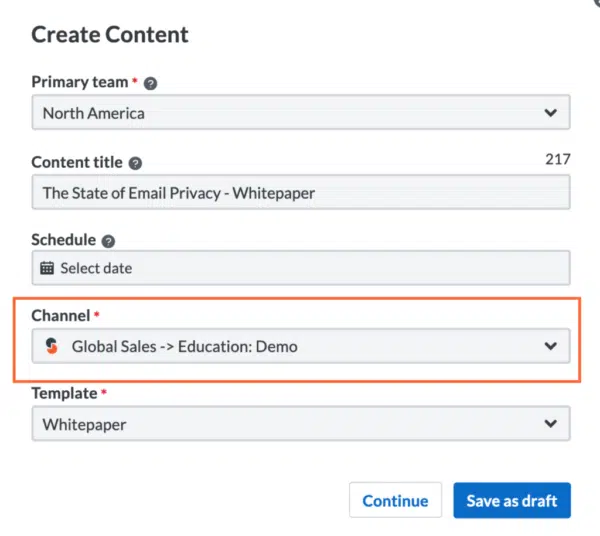 Create Content
Primary team * ?
North America
Content title ? 217
The State of Email Privacy - Whitepaper
Schedule ?
Select date
Channel *
Global Sales -> Education: Demo
Template *
Whitepaper
Continue Save as draft